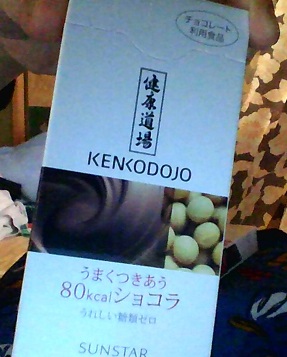 チョコレート
利用食品
健康道場
KENKODOJO
うまくつきあう
80kcalショコラ
うれしい糖類ゼロ
SUNSTAR